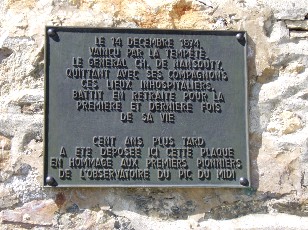 LE 14 DECEMBRE 1874,
VAINCU PAR LA TEMPETE,
LE GENERAL CH. DE NANSOUTY,
QUITTANT AVEC SES COMPAGNONS
CES LIEUX INHOSPITALIERS,
BATTIT EN RETRAITE POUR LA
PREMIERE ET DERNIERE FOIS
DE SA VIE
CENT ANS PLUS TARD
A ETE DEPOSEE ICI CETTE PLAQUE
EN HOMMAGE AUX PREMIERS PIONNIERS
DE L'OBSERVATOIRE DU PIC DU MIDI